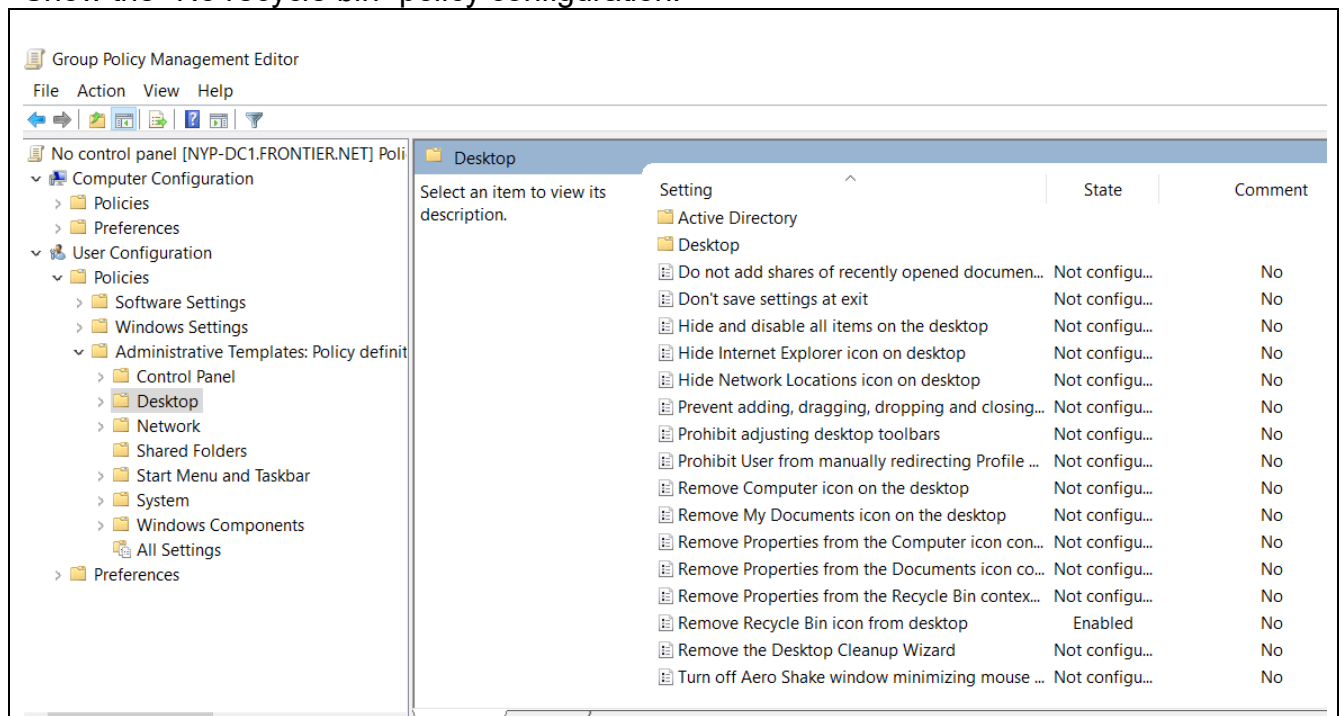 Show the "No recycle bin" policy configuration.
Group Policy Management Editor
File Action View Help
No control panel [NYP-DC1.FRONTIER.NET] Poli
Computer Configuration
Policies
Preferences
User Configuration
Policies
Software Settings
Windows Settings
Administrative Templates: Policy definit
Control Panel
Desktop
Network
Shared Folders
Start Menu and Taskbar
System
Windows Components
All Settings
Preferences
Desktop
Select an item to view its
description.
Setting State Comment
Active Directory
Desktop
Do not add shares of recently opened documen... Not configu... No
Don't save settings at exit Not configu... No
Hide and disable all items on the desktop Not configu... No
Hide Internet Explorer icon on desktop Not configu... No
Hide Network Locations icon on desktop Not configu... No
Prevent adding, dragging, dropping and closing... Not configu... No
Prohibit adjusting desktop toolbars Not configu... No
Prohibit User from manually redirecting Profile ... Not configu... No
Remove Computer icon on the desktop Not configu... No
Remove My Documents icon on the desktop Not configu... No
Remove Properties from the Computer icon con... Not configu... No
Remove Properties from the Documents icon co... Not configu... No
Remove Properties from the Recycle Bin contex... Not configu... No
Remove Recycle Bin icon from desktop Enabled No
Remove the Desktop Cleanup Wizard Not configu... No
Turn off Aero Shake window minimizing mouse ... Not configu... No